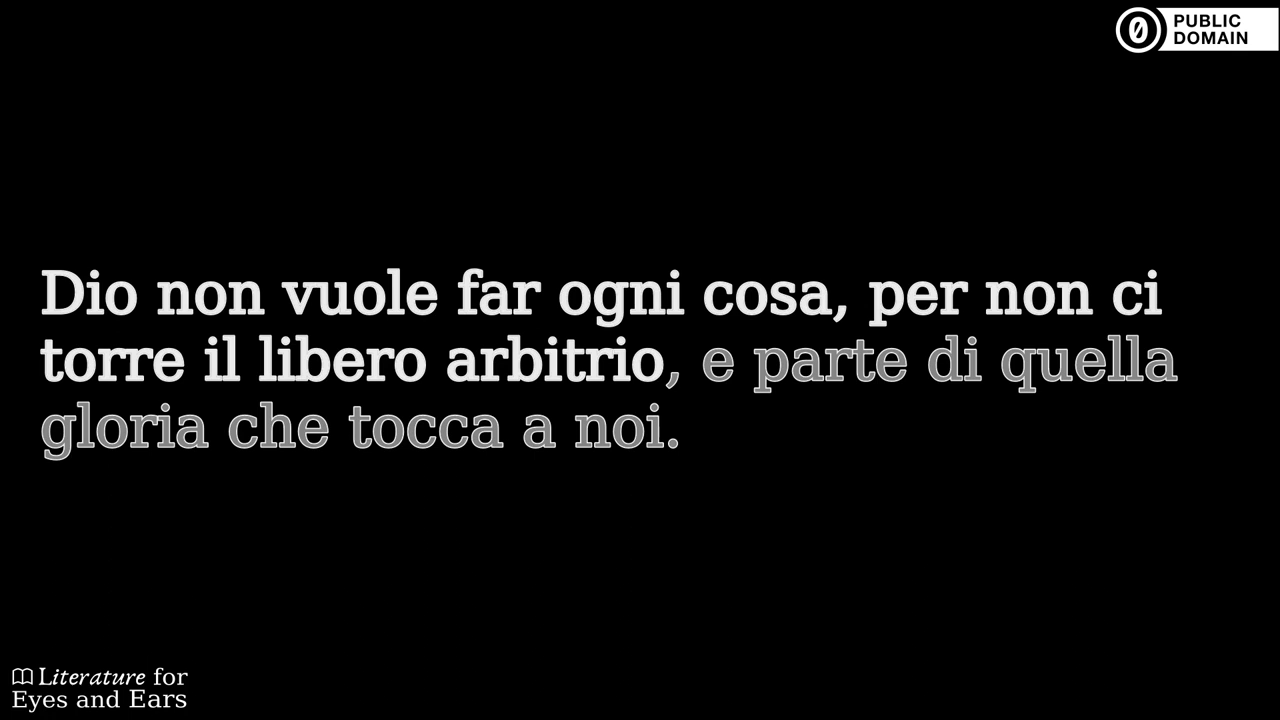 PUBLIC
DOMAIN
Dio non vuole far ogni cosa, per non ci
torre il libero arbitrio, e parte di quella
gloria che tocca a noi.
Literature for
Eyes and Ears